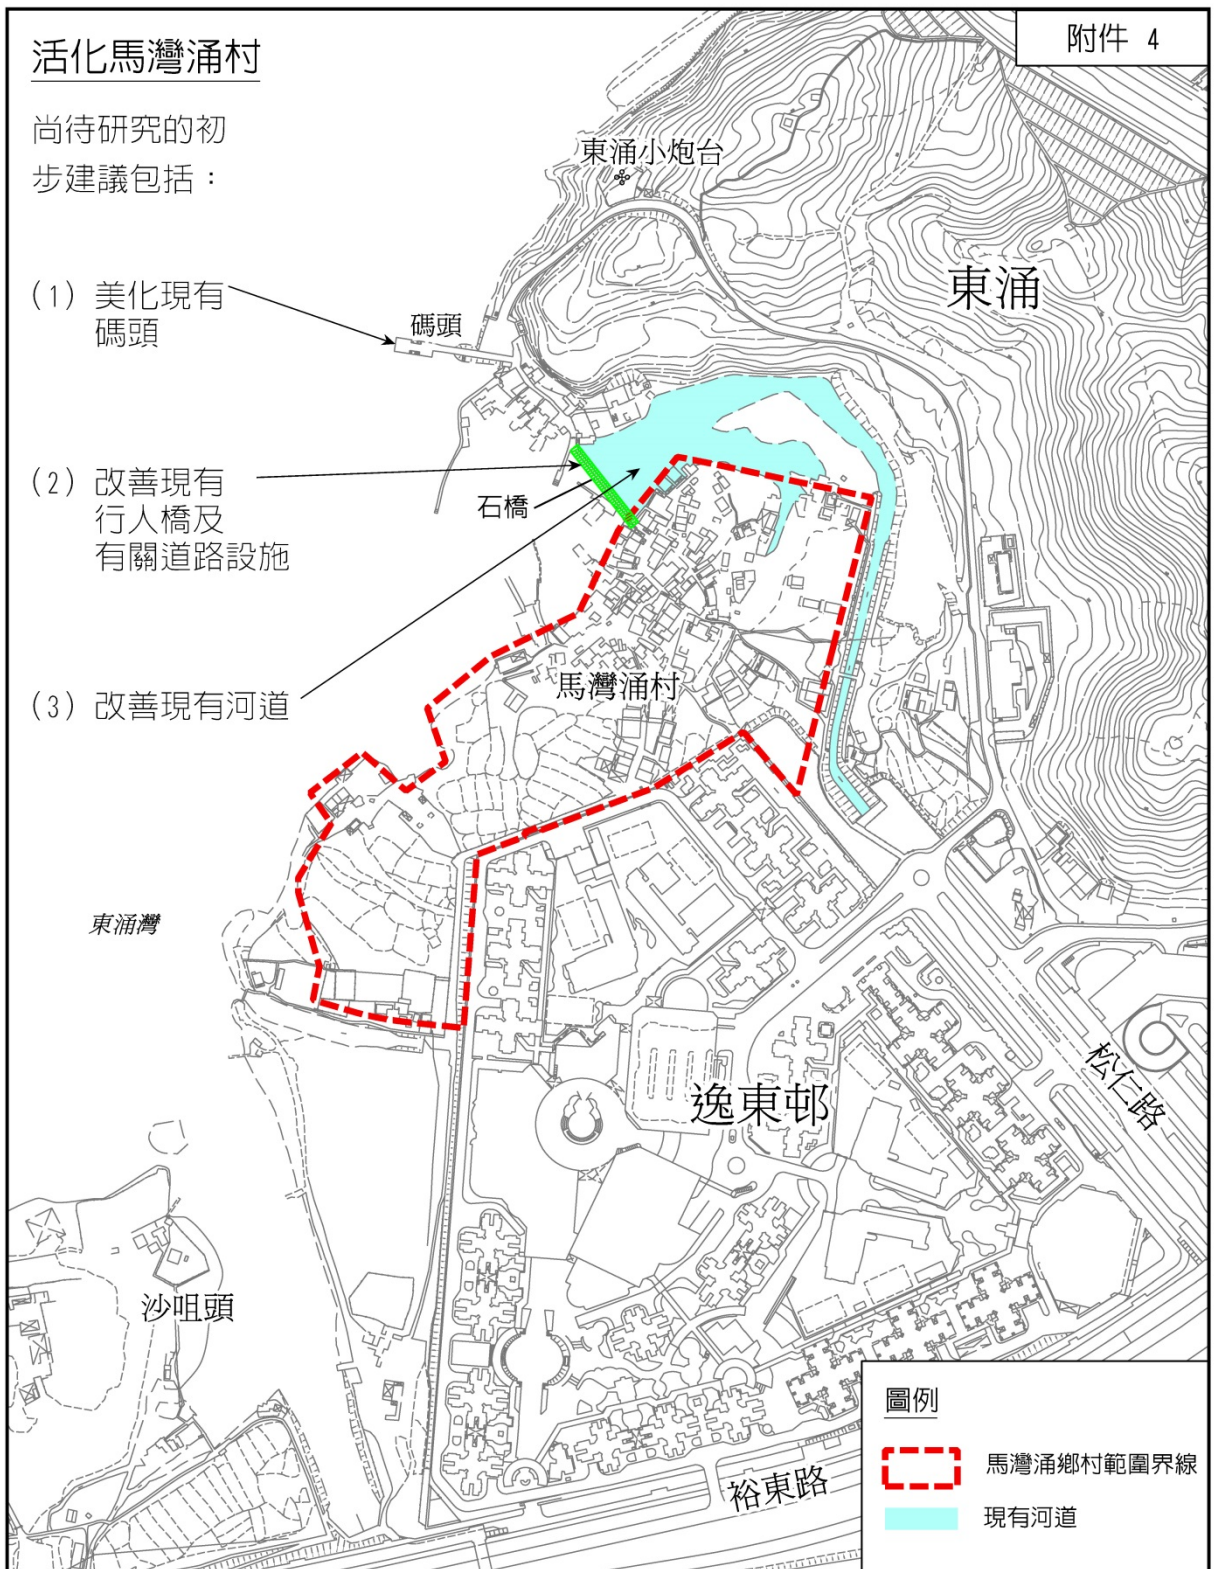 附件 4
活化馬灣涌村
尚待研究的初
步建議包括：
(1) 美化現有
碼頭
(2) 改善現有
行人橋及
有關道路設施
(3) 改善現有河道
東涌小炮台
東涌
碼頭
石橋
馬灣涌村
東涌灣
逸東邨
松仁路
沙咀頭
裕東路
圖例
馬灣涌鄉村範圍界線
現有河道